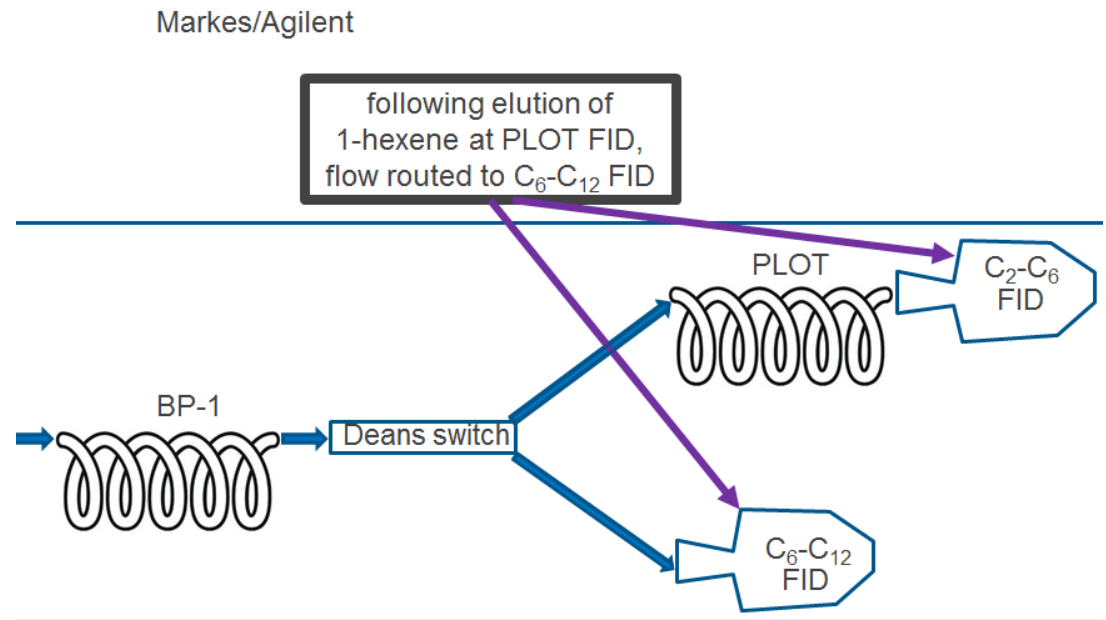 Markes/Agilent
following elution of
1-hexene at PLOT FID,
flow routed to C₆-C₁₂ FID
PLOT
C₂-C₆
FID
BP-1
Deans switch
C₆-C₁₂
FID